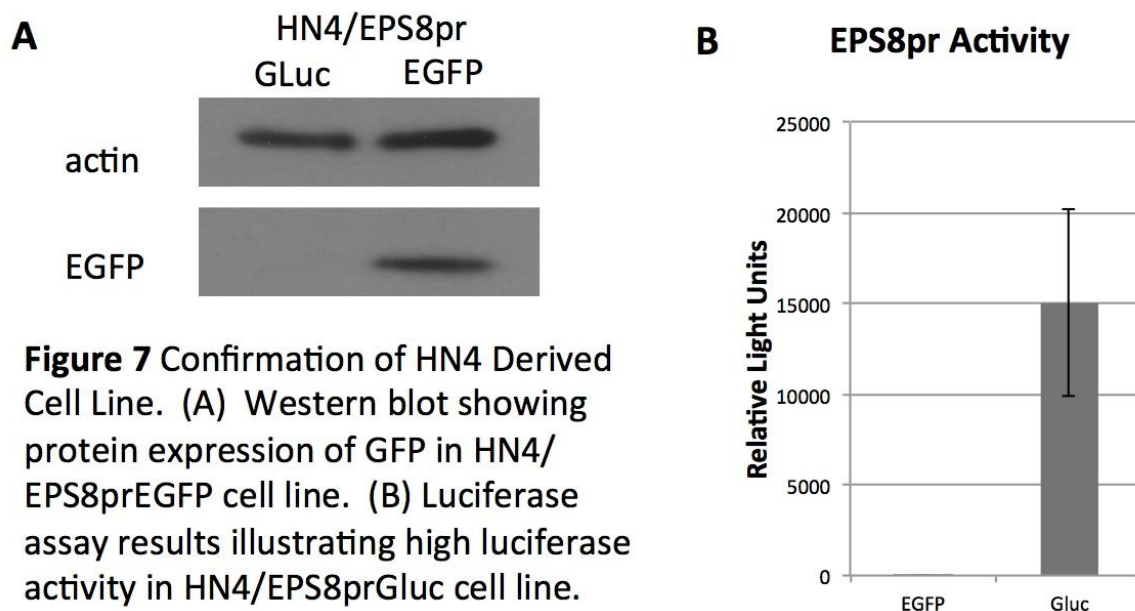 A
HN4/EPS8pr
GLuc EGFP
actin
EGFP
Figure 7 Confirmation of HN4 Derived
Cell Line. (A) Western blot showing
protein expression of GFP in HN4/
EPS8prEGFP cell line. (B) Luciferase
assay results illustrating high luciferase
activity in HN4/EPS8prGluc cell line.
B
EPS8pr Activity
Relative Light Units
25000
20000
15000
10000
5000
0
EGFP Gluc